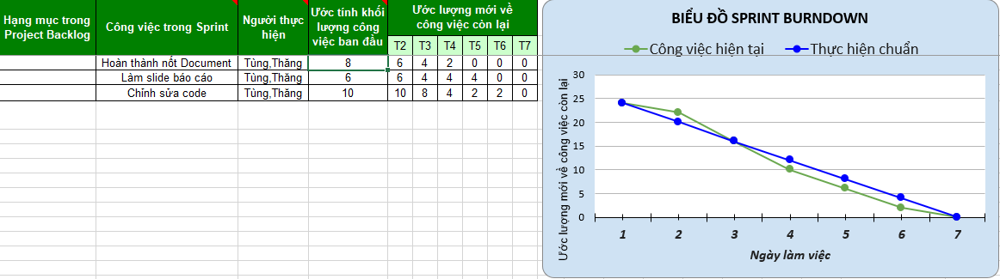 Hạng mục trong
Project Backlog
Công việc trong Sprint
Người thực
hiện
Ước tính khối
lượng công
việc ban đầu
Ước lượng mới về
công việc còn lại
T2 T3 T4 T5 T6 T7
Hoàn thành nốt Document Tùng,Thăng 8 6 4 2 0 0 0
Làm slide báo cáo Tùng,Thăng 6 6 4 4 4 0 0
Chỉnh sửa code Tùng,Thăng 10 10 8 4 2 2 0
BIỂU ĐỒ SPRINT BURNDOWN
Công việc hiện tại Thực hiện chuẩn
Ước lượng mới về công việc còn lại
30
25
20
15
10
5
0
1 2 3 4 5 6 7
Ngày làm việc